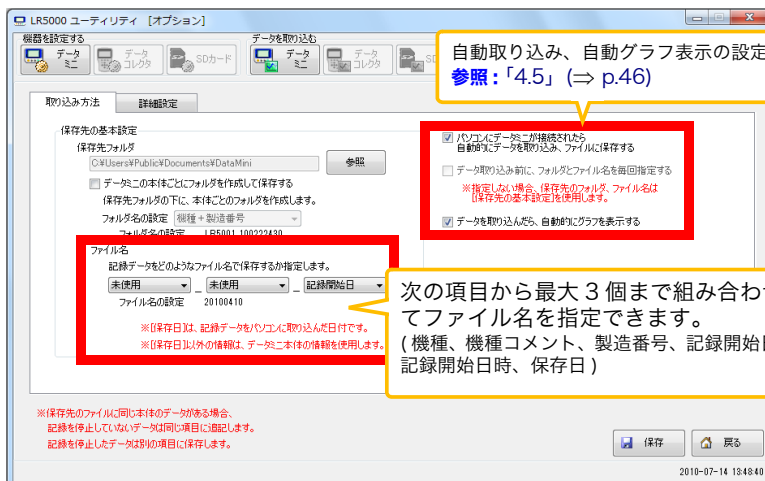 LR5000 ユーティリティ [オプション]
機器を設定する
データを取り込む
データ
ミニ
データ
コレクタ
SDカード
データ
ミニ
データ
コレクタ
自動取り込み、自動グラフ表示の設定
参照:「4.5」(⇒ p.46)
取り込み方法
詳細設定
保存先の基本設定
保存先フォルダ
C:¥Users¥Public¥Documents¥DataMini
参照
データミニの本体ごとにフォルダを作成して保存する
保存先フォルダの下に、本体ごとのフォルダを作成します。
フォルダ名の設定 機種+製造番号
フォルダ名の設定 LR5001_100222430
パソコンにデータミニが接続されたら
自動的にデータを取り込み、ファイルに保存する
データ取り込み前に、フォルダとファイル名を毎回指定する
※指定しない場合、保存先のフォルダ、ファイル名は
[保存先の基本設定]を使用します。
データを取り込んだら、自動的にグラフを表示する
ファイル名
記録データをどのようなファイル名で保存するか指定します。
未使用 _ 未使用 _ 記録開始日
ファイル名の設定 20100410
※[保存日]は、記録データをパソコンに取り込んだ日付です。
※[保存日]以外の情報は、データミニ本体の情報を使用します。
次の項目から最大 3 個まで組み合わせ
てファイル名を指定できます。
( 機種、機種コメント、製造番号、記録開始日
記録開始日時、保存日 )
※保存先のファイルに同じ本体のデータがある場合、
記録を停止していないデータは同じ項目に追記します。
記録を停止したデータは別の項目に保存します。
保存
戻る
2010-07-14 13:48:40